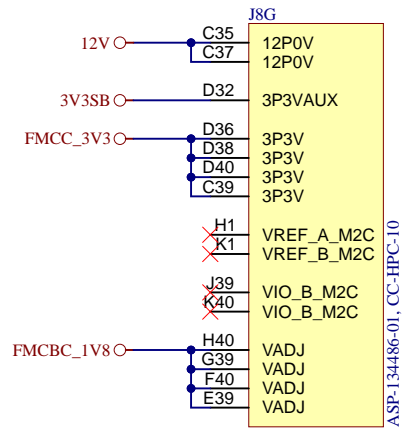 J8G
12V C35 12P0V
C37 12P0V
3V3SB D32 3P3VAUX
FMCC_3V3 D36 3P3V
D38 3P3V
D40 3P3V
C39 3P3V
H1 VREF_A_M2C
K1 VREF_B_M2C
J39 VIO_B_M2C
K40 VIO_B_M2C
FMCBC_1V8 H40 VADJ
G39 VADJ
F40 VADJ
E39 VADJ
ASP-134486-01, CC-HPC-10